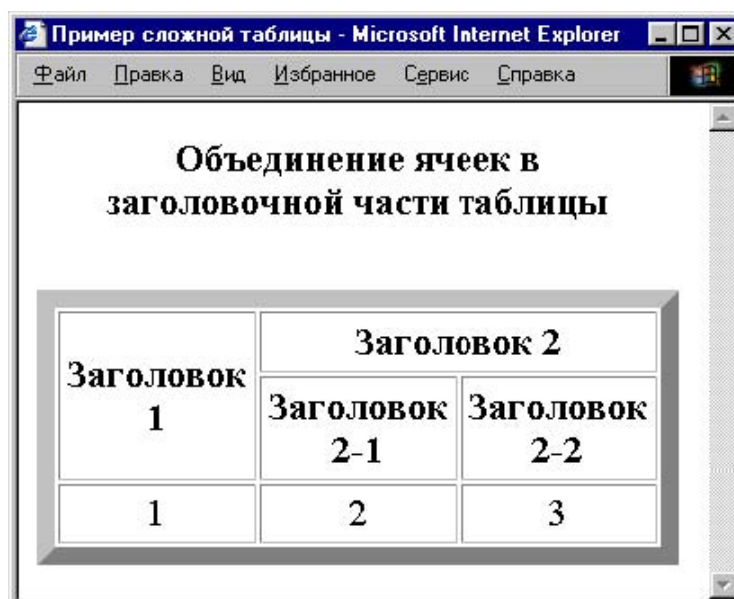 Пример сложной таблицы - Microsoft Internet Explorer
Файл Правка Вид Избранное Сервис Справка
Объединение ячеек в
заголовочной части таблицы
Заголовок 2
Заголовок
1
Заголовок
2-1
Заголовок
2-2
1 2 3